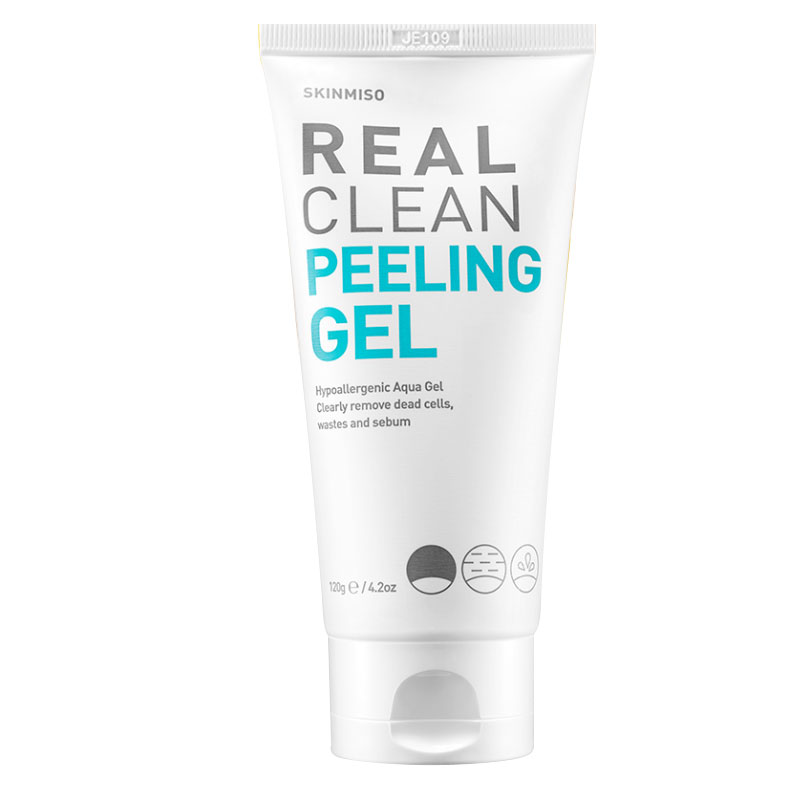 JE109
SKINMISO
REAL
CLEAN
PEELING
GEL
Hypoallergenic Aqua Gel
Clearly remove dead cells,
wastes and sebum
120g ℮ / 4.2oz